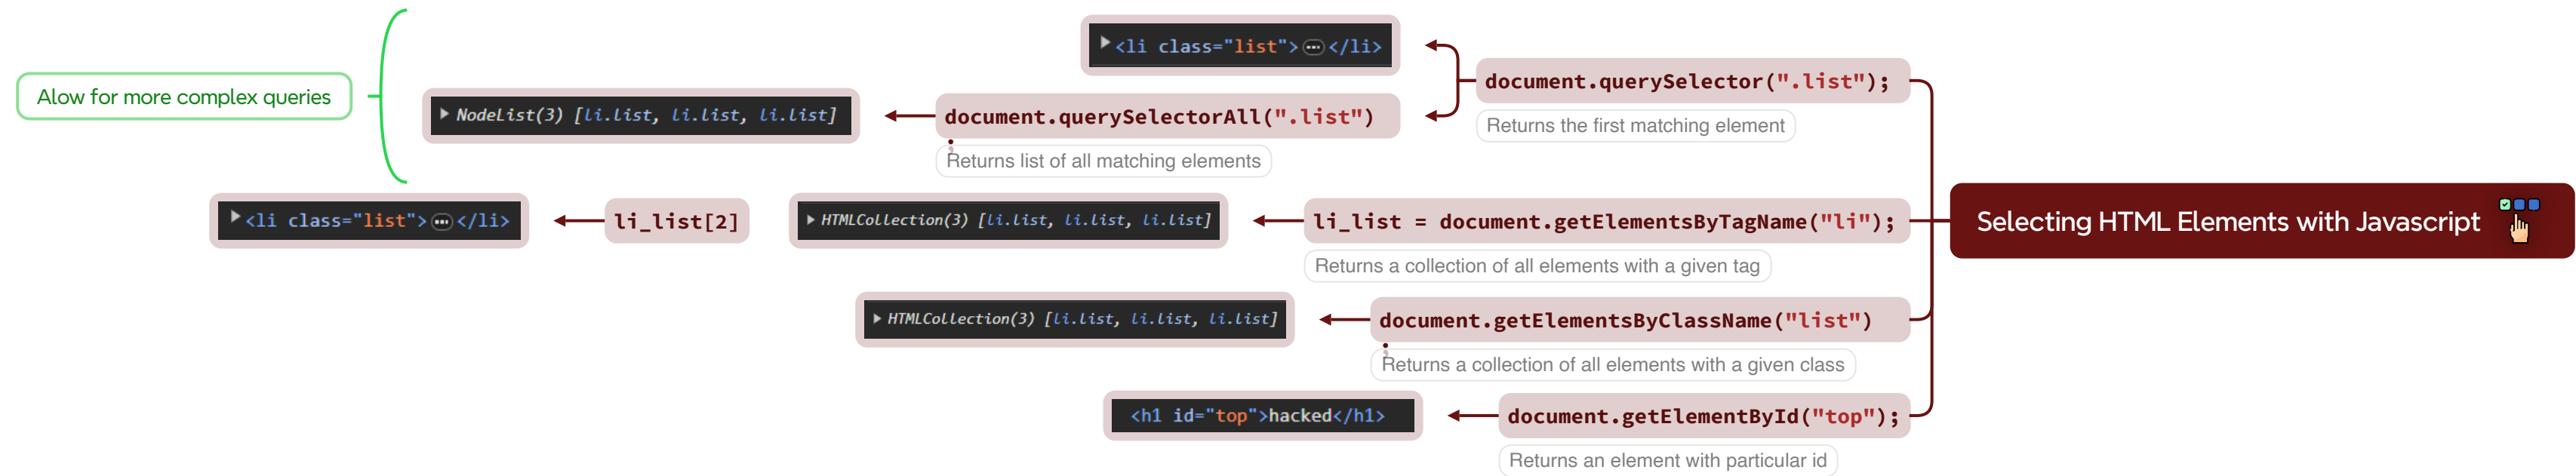 Selecting HTML Elements with Javascript
document.querySelector(".list");
Returns the first matching element
<li class="list">⋯</li>
document.querySelectorAll(".list")
;
Returns list of all matching elements
NodeList(3) [li.list, li.list, li.list]
Alow for more complex queries
li_list = document.getElementsByTagName("li");
Returns a collection of all elements with a given tag
HTMLCollection(3) [li.list, li.list, li.list]
li_list[2]
<li class="list">⋯</li>
document.getElementsByClassName("list")
;
Returns a collection of all elements with a given class
HTMLCollection(3) [li.list, li.list, li.list]
document.getElementById("top");
Returns an element with particular id
<h1 id="top">hacked</h1>